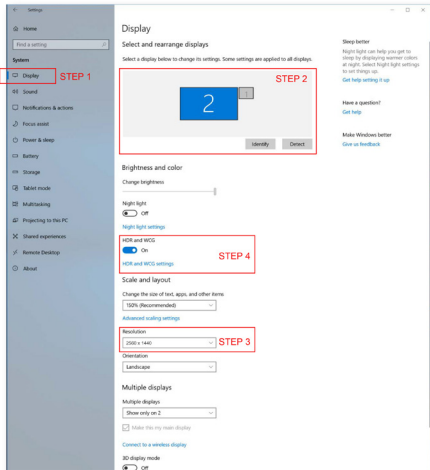 Settings
Home
Find a setting
System
Display
STEP 1
Sound
Notifications & actions
Focus assist
Power & sleep
Battery
Storage
Tablet mode
Multitasking
Projecting to this PC
Shared experiences
Remote Desktop
About
Display
Select and rearrange displays
Select a display below to change its settings. Some settings are applied to all displays.
STEP 2
2
1
Identify
Detect
Brightness and color
Change brightness
Night light
Off
Night light settings
HDR and WCG
On
STEP 4
HDR and WCG settings
Scale and layout
Change the size of text, apps, and other items
150% (Recommended)
Advanced scaling settings
Resolution
2560 x 1440
STEP 3
Orientation
Landscape
Multiple displays
Multiple displays
Show only on 2
Make this my main display
Connect to a wireless display
3D display mode
Off
Sleep better
Night light can help you get to
sleep by displaying warmer colors
at night. Select Night light settings
to set things up.
Get help setting it up
Have a question?
Get help
Make Windows better
Give us feedback